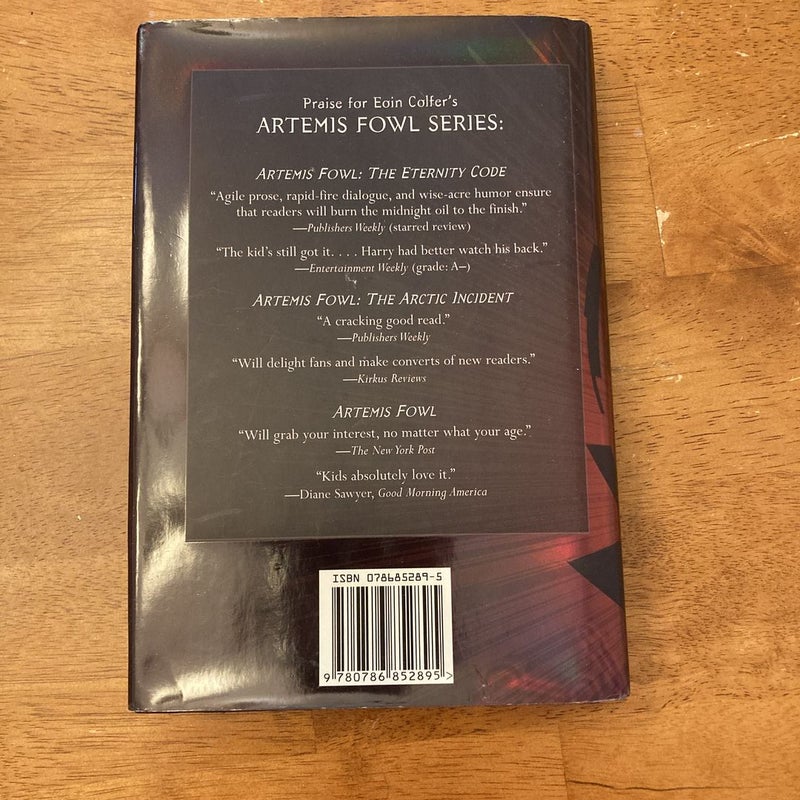 Praise for Eoin Colfer's
ARTEMIS FOWL SERIES:
ARTEMIS FOWL: THE ETERNITY CODE
“Agile prose, rapid-fire dialogue, and wise-acre humor ensure
that readers will burn the midnight oil to the finish.”
—Publishers Weekly (starred review)
“The kid's still got it. . . . Harry had better watch his back.”
—Entertainment Weekly (grade: A–)
ARTEMIS FOWL: THE ARCTIC INCIDENT
“A cracking good read.”
—Publishers Weekly
“Will delight fans and make converts of new readers.”
—Kirkus Reviews
ARTEMIS FOWL
“Will grab your interest, no matter what your age.”
—The New York Post
“Kids absolutely love it.”
—Diane Sawyer, Good Morning America
ISBN 078685289-5
9 780786 852895 >